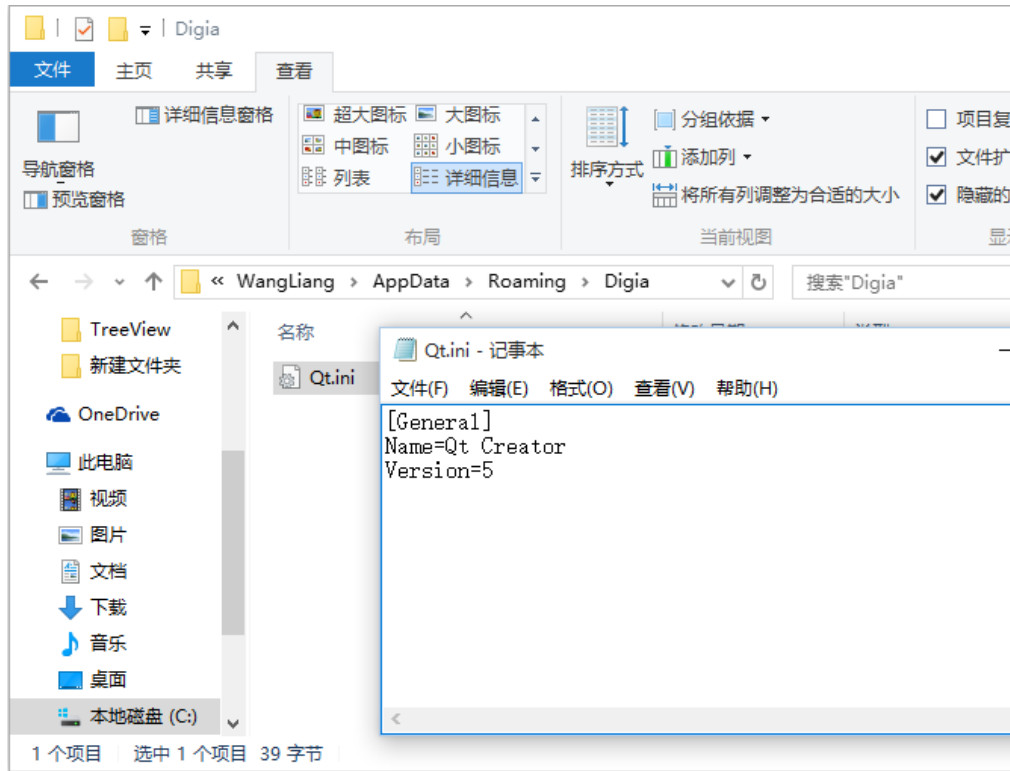 Digia
文件 主页 共享 查看
详细信息窗格
导航窗格
预览窗格
窗格
超大图标 大图标
中图标 小图标
列表 详细信息
布局
排序方式
分组依据
添加列
将所有列调整为合适的大小
当前视图
项目复
文件扩
隐藏的
« WangLiang > AppData > Roaming > Digia
搜索"Digia"
TreeView
新建文件夹
OneDrive
此电脑
视频
图片
文档
下载
音乐
桌面
本地磁盘 (C:)
名称
Qt.ini
Qt.ini - 记事本
文件(F) 编辑(E) 格式(O) 查看(V) 帮助(H)
[General]
Name=Qt Creator
Version=5
1 个项目 选中 1 个项目 39 字节